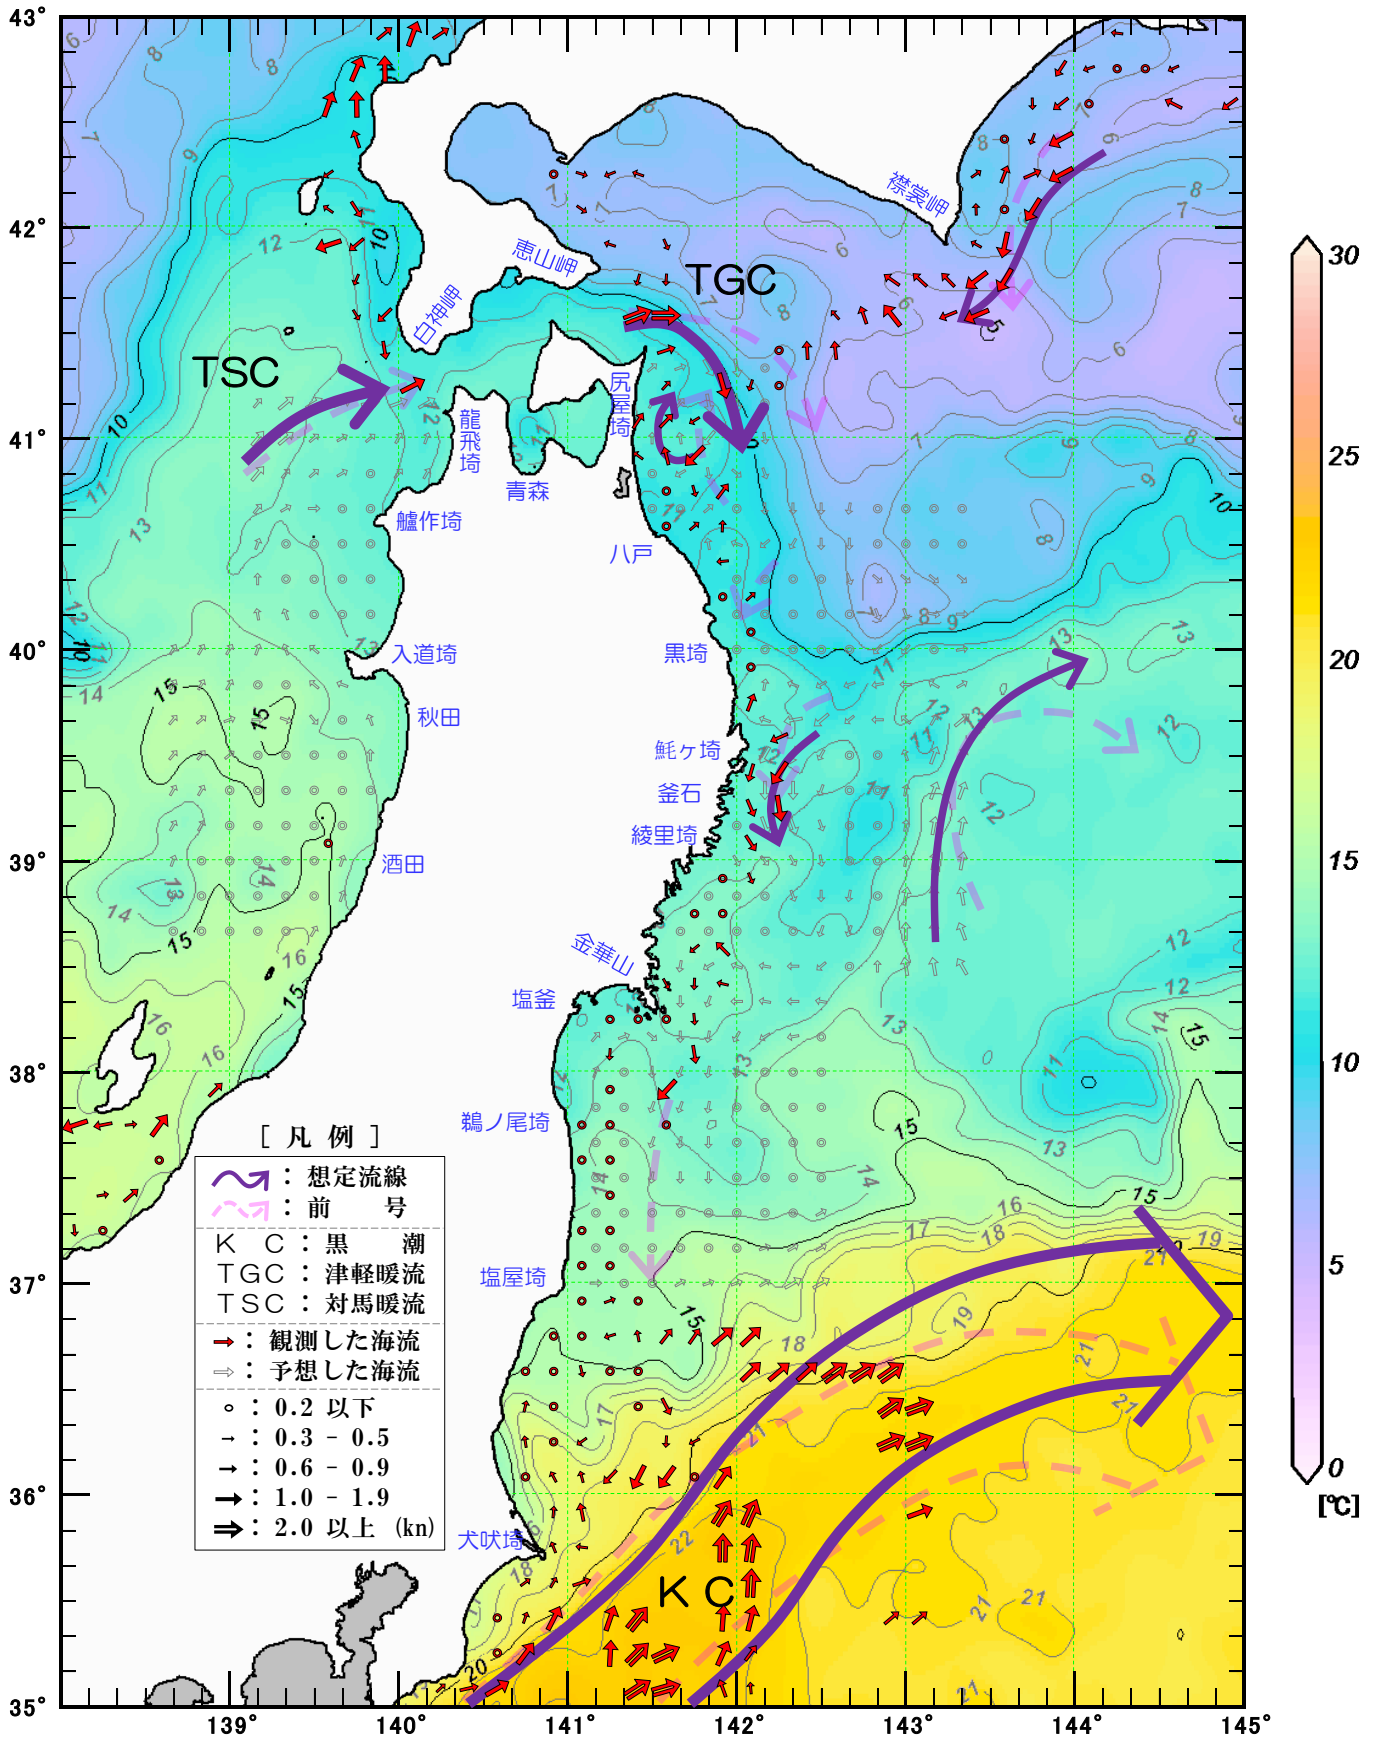 43°
42°
41°
40°
39°
38°
37°
36°
35°
139°
140°
141°
142°
143°
144°
145°
襟裳岬
恵山岬
白神岬
TGC
TSC
尻屋埼
龍飛埼
青森
艫作埼
八戸
入道埼
黒埼
秋田
魹ヶ埼
釜石
綾里埼
酒田
金華山
塩釜
鵜ノ尾埼
塩屋埼
犬吠埼
KC
[ 凡 例 ]
: 想定流線
: 前 号
K C : 黒 潮
TGC : 津軽暖流
TSC : 対馬暖流
: 観測した海流
: 予想した海流
: 0.2 以下
: 0.3 - 0.5
: 0.6 - 0.9
: 1.0 - 1.9
: 2.0 以上 (kn)
30
25
20
15
10
5
0
[℃]